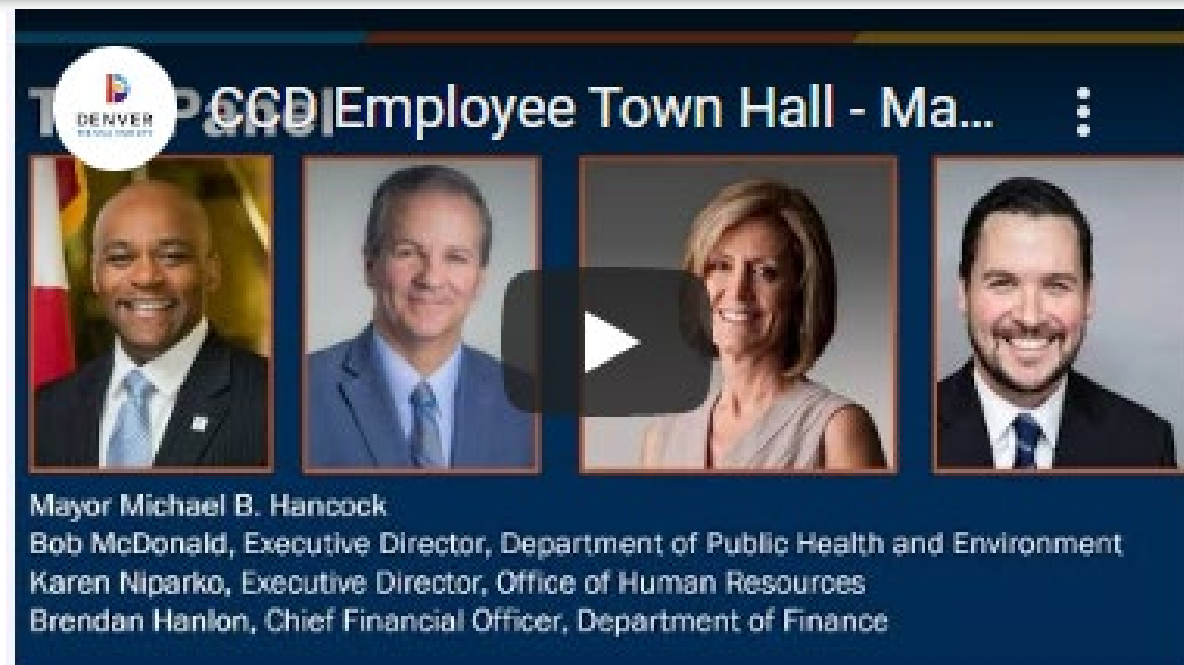 CCD Employee Town Hall - Ma...
Panel
DENVER
Mayor Michael B. Hancock
Bob McDonald, Executive Director, Department of Public Health and Environment
Karen Niparko, Executive Director, Office of Human Resources
Brendan Hanlon, Chief Financial Officer, Department of Finance